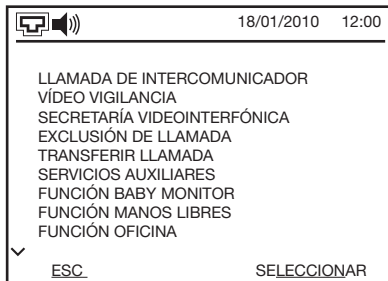 18/01/2010 12:00
LLAMADA DE INTERCOMUNICADOR
VÍDEO VIGILANCIA
SECRETARÍA VIDEOINTERFÓNICA
EXCLUSIÓN DE LLAMADA
TRANSFERIR LLAMADA
SERVICIOS AUXILIARES
FUNCIÓN BABY MONITOR
FUNCIÓN MANOS LIBRES
FUNCIÓN OFICINA
ESC SELECCIONAR